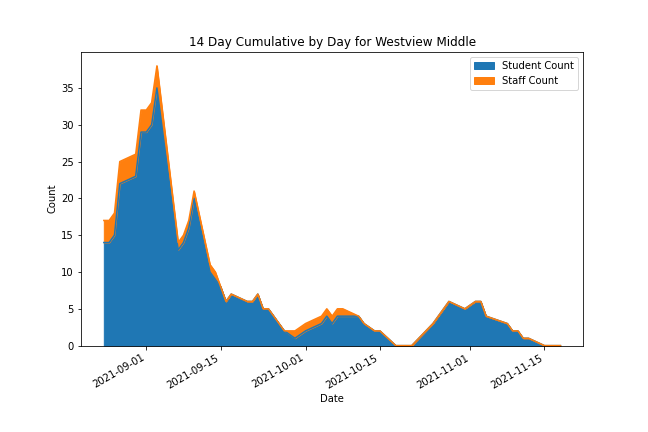 14 Day Cumulative by Day for Westview Middle
Student Count
Staff Count
Count
35
30
25
20
15
10
5
0
2021-09-01
2021-09-15
2021-10-01
2021-10-15
2021-11-01
2021-11-15
Date